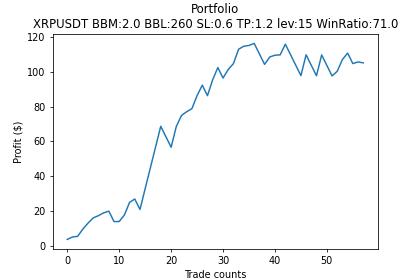 Portfolio
XRPUSDT BBM:2.0 BBL:260 SL:0.6 TP:1.2 lev:15 WinRatio:71.0
120
100
80
60
40
20
0
Profit ($)
0 10 20 30 40 50
Trade counts